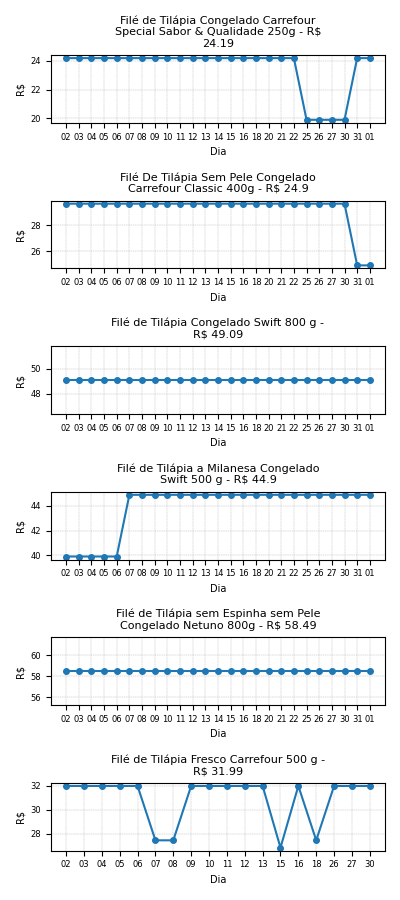 Filé de Tilápia Congelado Carrefour
Special Sabor & Qualidade 250g - R$
24.19
24
22
20
R$
02 03 04 05 06 07 08 09 10 11 12 13 14 15 16 18 20 21 22 25 26 27 30 31 01
Dia
Filé De Tilápia Sem Pele Congelado
Carrefour Classic 400g - R$ 24.9
28
26
R$
02 03 04 05 06 07 08 09 10 11 12 13 14 15 16 18 20 21 22 25 26 27 30 31 01
Dia
Filé de Tilápia Congelado Swift 800 g -
R$ 49.09
50
48
R$
02 03 04 05 06 07 08 09 10 11 12 13 14 15 16 18 20 21 22 25 26 27 30 31 01
Dia
Filé de Tilápia a Milanesa Congelado
Swift 500 g - R$ 44.9
44
42
40
R$
02 03 04 05 06 07 08 09 10 11 12 13 14 15 16 18 20 21 22 25 26 27 30 31 01
Dia
Filé de Tilápia sem Espinha sem Pele
Congelado Netuno 800g - R$ 58.49
60
58
56
R$
02 03 04 05 06 07 08 09 10 11 12 13 14 15 16 18 20 21 22 25 26 27 30 31 01
Dia
Filé de Tilápia Fresco Carrefour 500 g -
R$ 31.99
32
30
28
R$
02 03 04 05 06 07 08 09 10 11 12 13 15 16 18 26 27 30
Dia